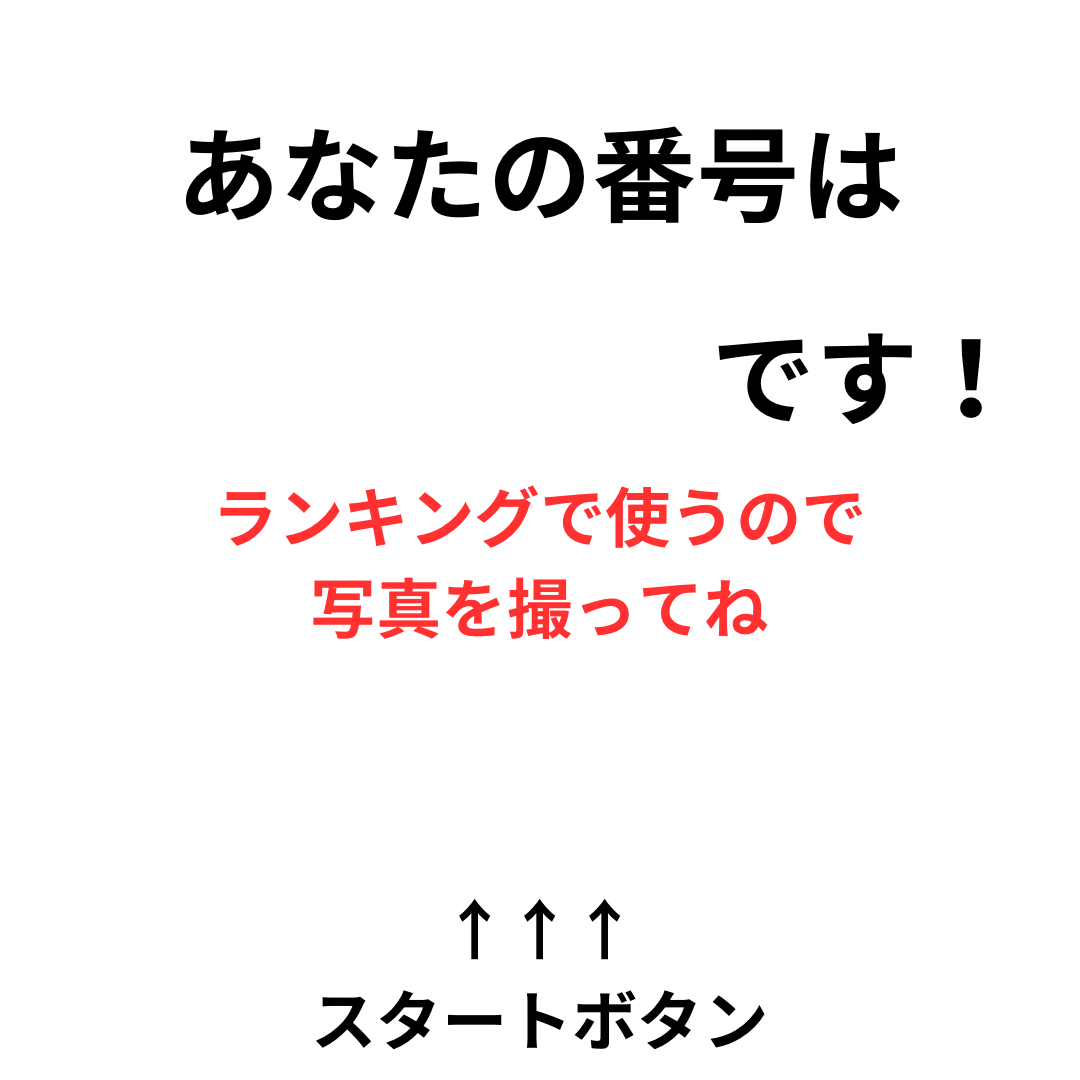 あなたの番号は
です！
ランキングで使うので
写真を撮ってね
↑↑↑
スタートボタン